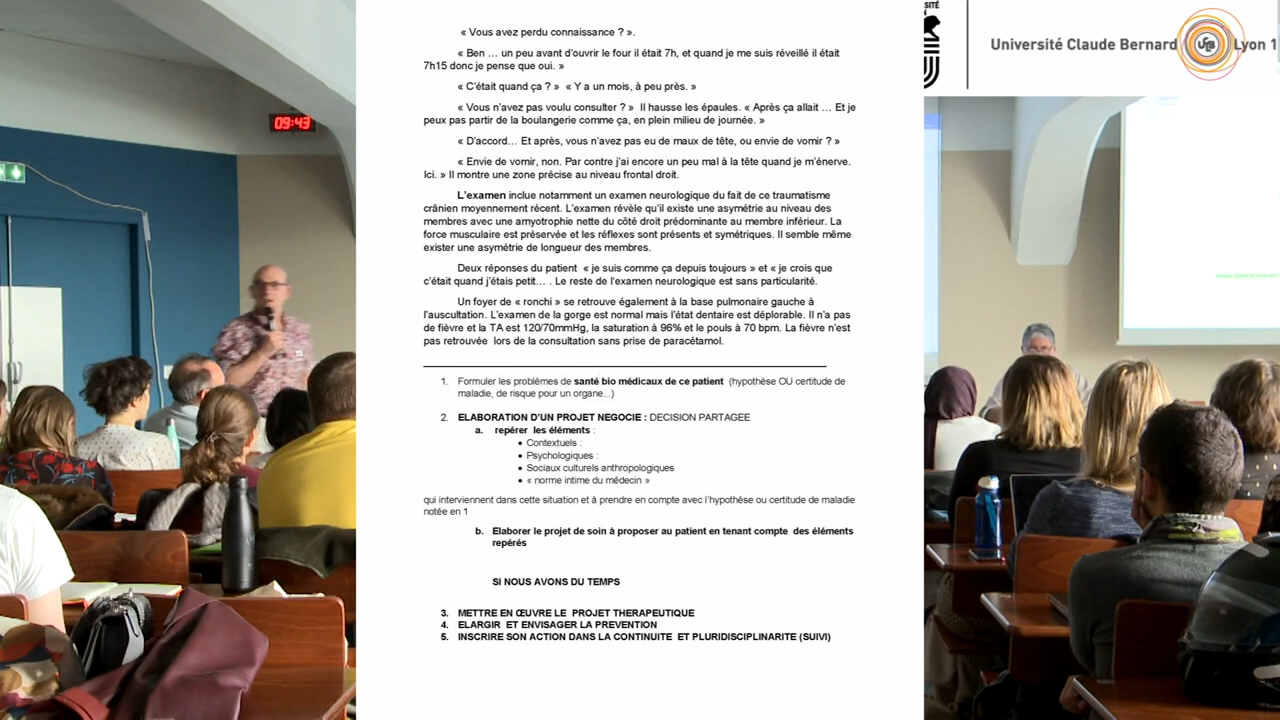 « Vous avez perdu connaissance ? ».
« Ben … un peu avant d'ouvrir le four il était 7h, et quand je me suis réveillé il était
7h15 donc je pense que oui. »
« C'était quand ça ? »  « Y a un mois, à peu près. »
« Vous n'avez pas voulu consulter ? »  Il hausse les épaules. « Après ça allait … Et je
peux pas partir de la boulangerie comme ça, en plein milieu de journée. »
« D'accord… Et après, vous n'avez pas eu de maux de tête, ou envie de vomir ? »
« Envie de vomir, non. Par contre j'ai encore un peu mal à la tête quand je m'énerve.
Ici. » Il montre une zone précise au niveau frontal droit.
L'examen inclue notamment un examen neurologique du fait de ce traumatisme
crânien moyennement récent. L'examen révèle qu'il existe une asymétrie au niveau des
membres avec une amyotrophie nette du côté droit prédominante au membre inférieur. La
force musculaire est préservée et les réflexes sont présents et symétriques. Il semble même
exister une asymétrie de longueur des membres.
Deux réponses du patient  « je suis comme ça depuis toujours » et « je crois que
c'était quand j'étais petit… . Le reste de l'examen neurologique est sans particularité.
Un foyer de « ronchi » se retrouve également à la base pulmonaire gauche à
l'auscultation. L'examen de la gorge est normal mais l'état dentaire est déplorable. Il n'a pas
de fièvre et la TA est 120/70mmHg, la saturation à 96% et le pouls à 70 bpm. La fièvre n'est
pas retrouvée  lors de la consultation sans prise de paracétamol.
1. Formuler les problèmes de santé bio médicaux de ce patient  (hypothèse OU certitude de
maladie, de risque pour un organe...)
2. ELABORATION D'UN PROJET NEGOCIE : DECISION PARTAGEE
a. repérer  les éléments :
• Contextuels :
• Psychologiques :
• Sociaux culturels anthropologiques
• « norme intime du médecin »
qui interviennent dans cette situation et à prendre en compte avec l'hypothèse ou certitude de maladie
notée en 1
b. Elaborer le projet de soin à proposer au patient en tenant compte  des éléments
repérés
SI NOUS AVONS DU TEMPS
3. METTRE EN ŒUVRE LE  PROJET THERAPEUTIQUE
4. ELARGIR  ET ENVISAGER LA PREVENTION
5. INSCRIRE SON ACTION DANS LA CONTINUITE  ET PLURIDISCIPLINARITE (SUIVI)
09:43
Université Claude Bernard Lyon 1